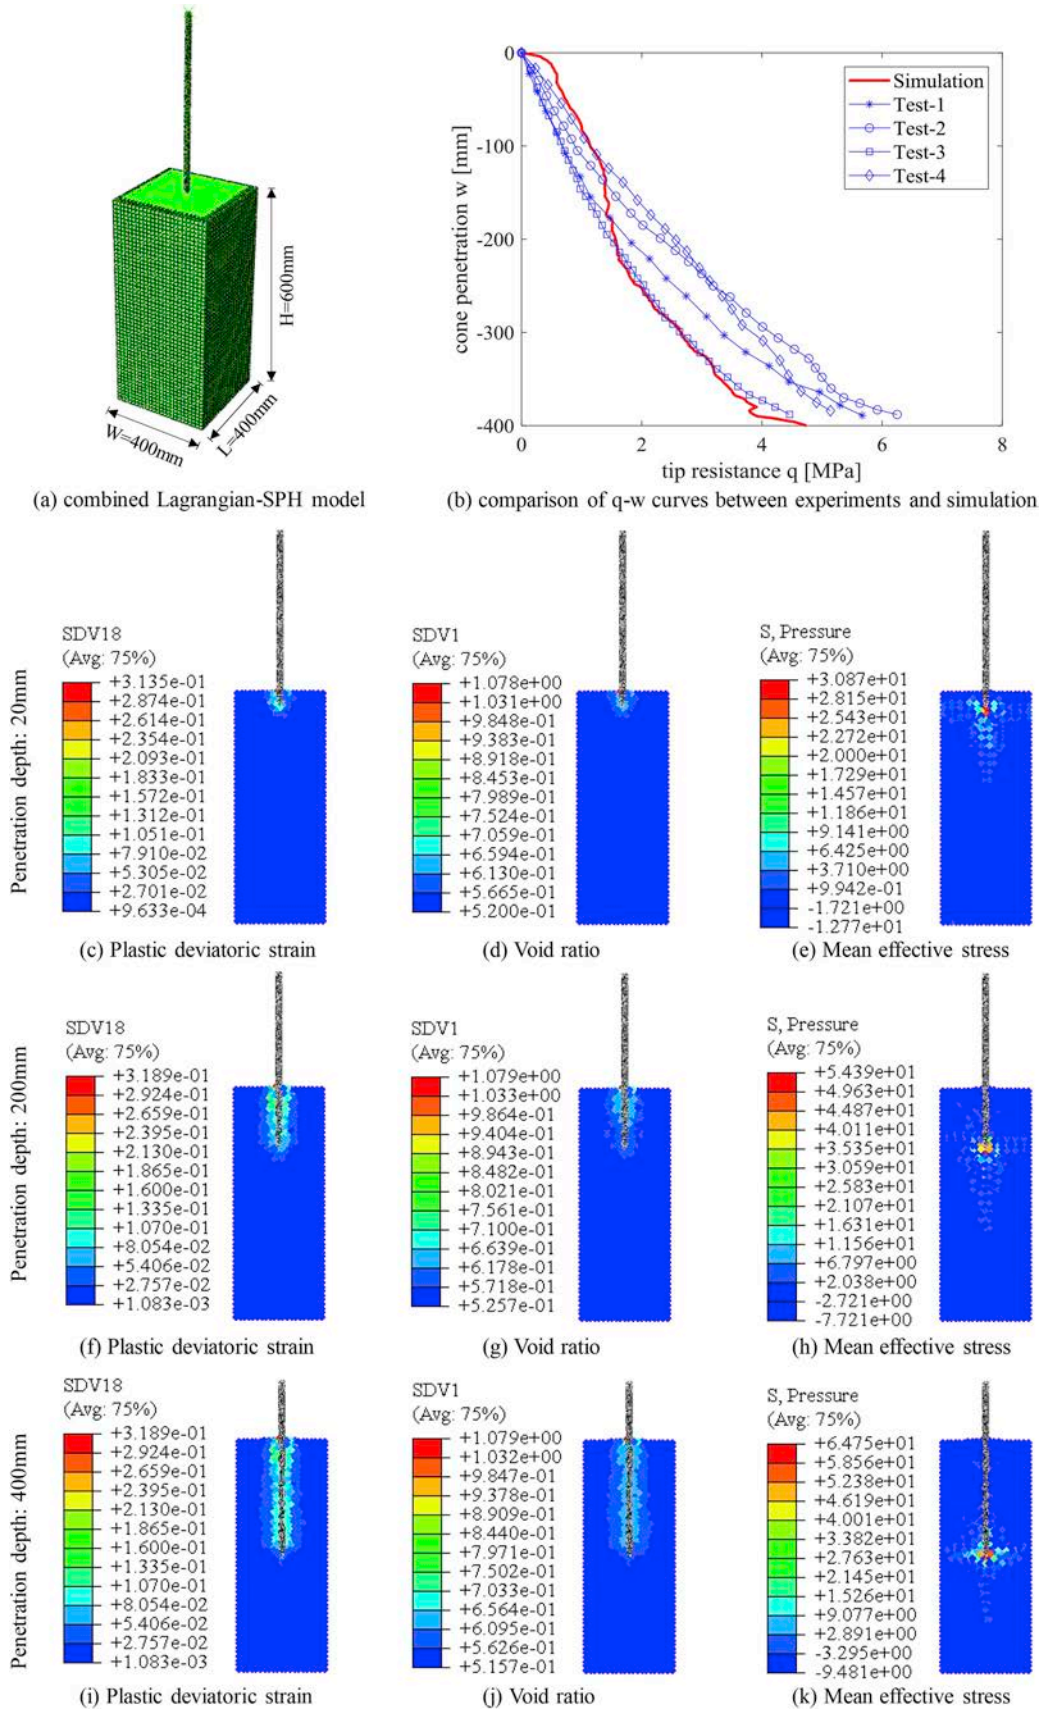 H=600mm
W=400mm
L=400mm
(a) combined Lagrangian-SPH model
0
-100
-200
-300
-400
cone penetration w [mm]
0
2
4
6
8
tip resistance q [MPa]
Simulation
Test-1
Test-2
Test-3
Test-4
(b) comparison of q-w curves between experiments and simulation
Penetration depth: 20mm
SDV18
(Avg: 75%)
+3.135e-01
+2.874e-01
+2.614e-01
+2.354e-01
+2.093e-01
+1.833e-01
+1.572e-01
+1.312e-01
+1.051e-01
+7.910e-02
+5.305e-02
+2.701e-02
+9.633e-04
(c) Plastic deviatoric strain
SDV1
(Avg: 75%)
+1.078e+00
+1.031e+00
+9.848e-01
+9.383e-01
+8.918e-01
+8.453e-01
+7.989e-01
+7.524e-01
+7.059e-01
+6.594e-01
+6.130e-01
+5.665e-01
+5.200e-01
(d) Void ratio
S, Pressure
(Avg: 75%)
+3.087e+01
+2.815e+01
+2.543e+01
+2.272e+01
+2.000e+01
+1.729e+01
+1.457e+01
+1.186e+01
+9.141e+00
+6.425e+00
+3.710e+00
+9.942e-01
-1.721e+00
-1.277e+01
(e) Mean effective stress
Penetration depth: 200mm
SDV18
(Avg: 75%)
+3.189e-01
+2.924e-01
+2.659e-01
+2.395e-01
+2.130e-01
+1.865e-01
+1.600e-01
+1.335e-01
+1.070e-01
+8.054e-02
+5.406e-02
+2.757e-02
+1.083e-03
(f) Plastic deviatoric strain
SDV1
(Avg: 75%)
+1.079e+00
+1.033e+00
+9.864e-01
+9.404e-01
+8.943e-01
+8.482e-01
+8.021e-01
+7.561e-01
+7.100e-01
+6.639e-01
+6.178e-01
+5.718e-01
+5.257e-01
(g) Void ratio
S, Pressure
(Avg: 75%)
+5.439e+01
+4.963e+01
+4.487e+01
+4.011e+01
+3.535e+01
+3.059e+01
+2.583e+01
+2.107e+01
+1.631e+01
+1.156e+01
+6.797e+00
+2.038e+00
-2.721e+00
-7.721e+00
(h) Mean effective stress
Penetration depth: 400mm
SDV18
(Avg: 75%)
+3.189e-01
+2.924e-01
+2.659e-01
+2.395e-01
+2.130e-01
+1.865e-01
+1.600e-01
+1.335e-01
+1.070e-01
+8.054e-02
+5.406e-02
+2.757e-02
+1.083e-03
(i) Plastic deviatoric strain
SDV1
(Avg: 75%)
+1.079e+00
+1.032e+00
+9.847e-01
+9.378e-01
+8.909e-01
+8.440e-01
+7.971e-01
+7.502e-01
+7.033e-01
+6.564e-01
+6.095e-01
+5.626e-01
+5.157e-01
(j) Void ratio
S, Pressure
(Avg: 75%)
+6.475e+01
+5.856e+01
+5.238e+01
+4.619e+01
+4.001e+01
+3.382e+01
+2.763e+01
+2.145e+01
+1.526e+01
+9.077e+00
+2.891e+00
-3.295e+00
-9.481e+00
(k) Mean effective stress